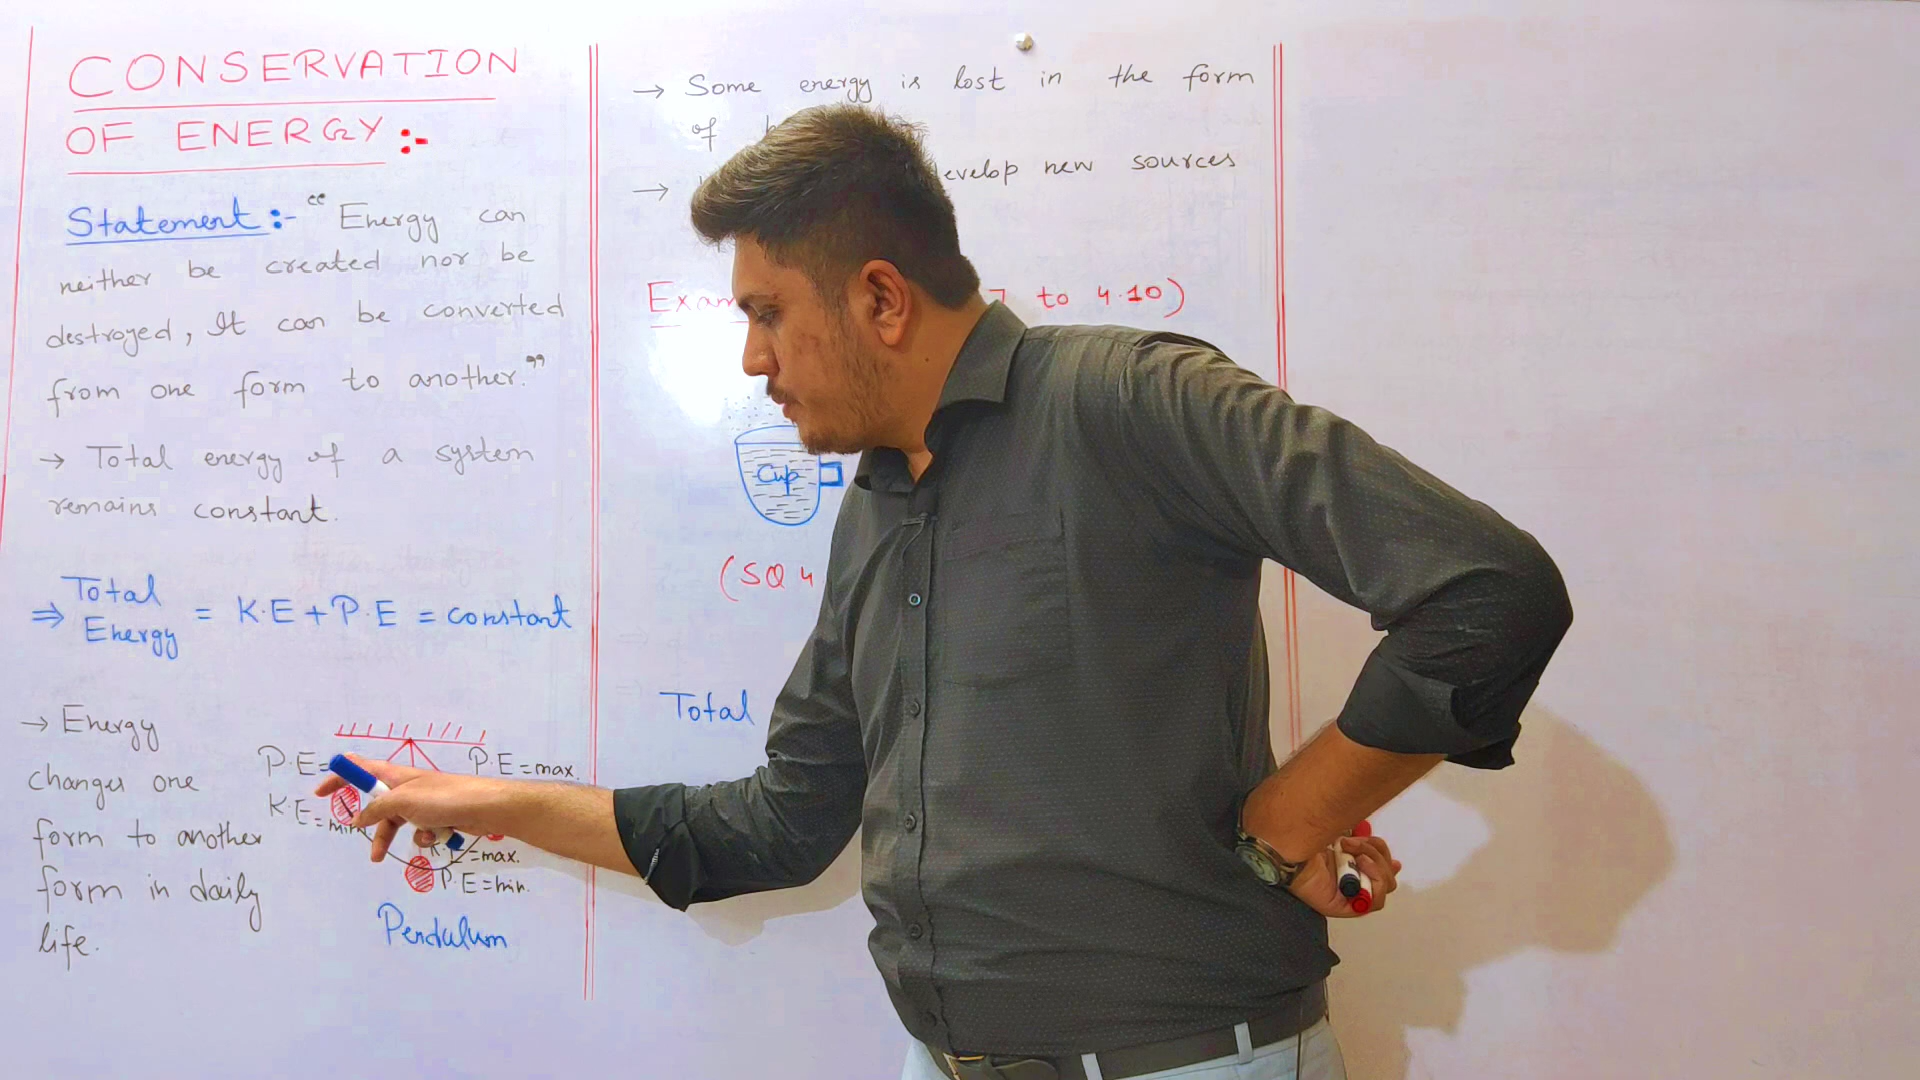 CONSERVATION
OF ENERGY :-
Statement :- "Energy can
neither be created nor be
destroyed, It can be converted
from one form to another."
→ Total energy of a system
remains constant.
⇒ Total Energy = K.E + P.E = constant
→ Energy
changes one
form to another
form in daily
life.
P.E=
K.E=min.
P.E=max.
K.E=max.
P.E=min.
Pendulum
→ Some energy is lost in the form
of
→ develop new sources
to 4.10)
Cup
(SQ 4
Total